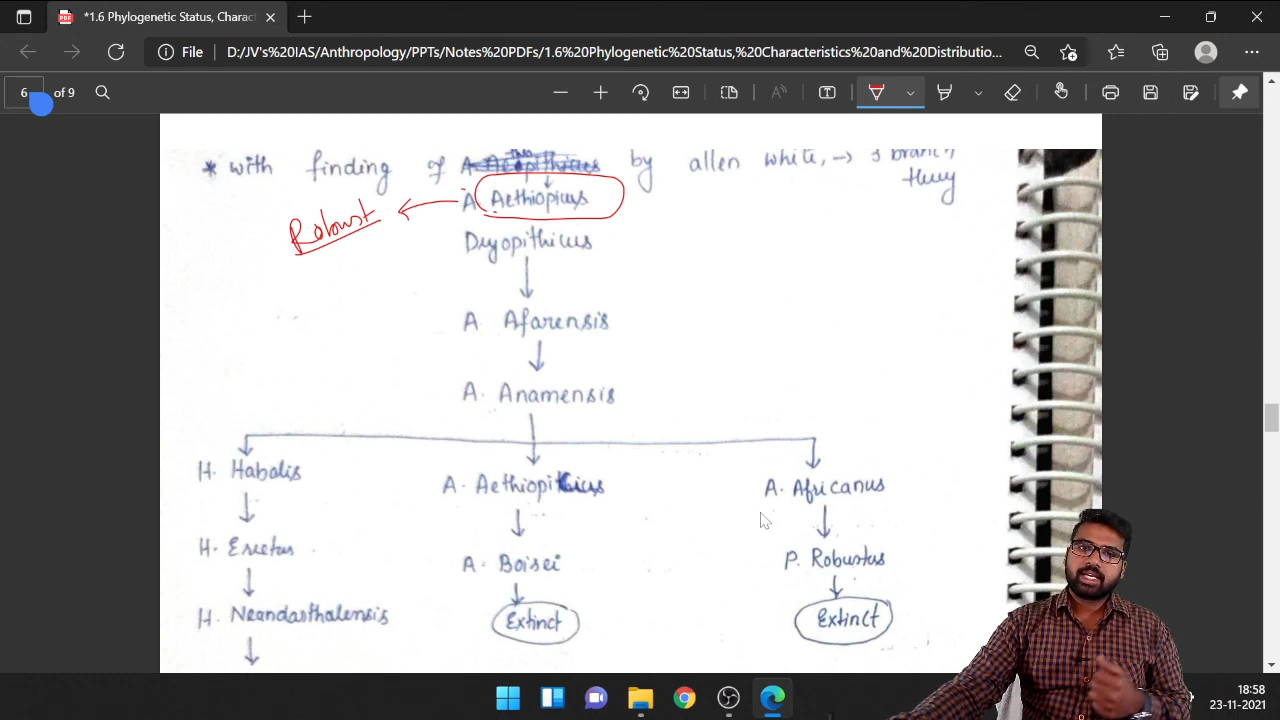 *1.6 Phylogenetic Status, Charact
File
D:/JV's%20IAS/Anthropology/PPTs/Notes%20PDFs/1.6%20Phylogenetic%20Status,%20Characteristics%20and%20Distributio...
6 of 9
* with finding of by allen white, → 3 branch
thuy
Robust ← A. Aethiopicus
Dryopithicus
A. Afarensis
A. Anamensis
H. Habalis
A. Aethiopithicus
A. Africanus
H. Erectus
A. Boisei
P. Robustus
H. Neandarthalensis
Extinct
Extinct
18:58
23-11-2021